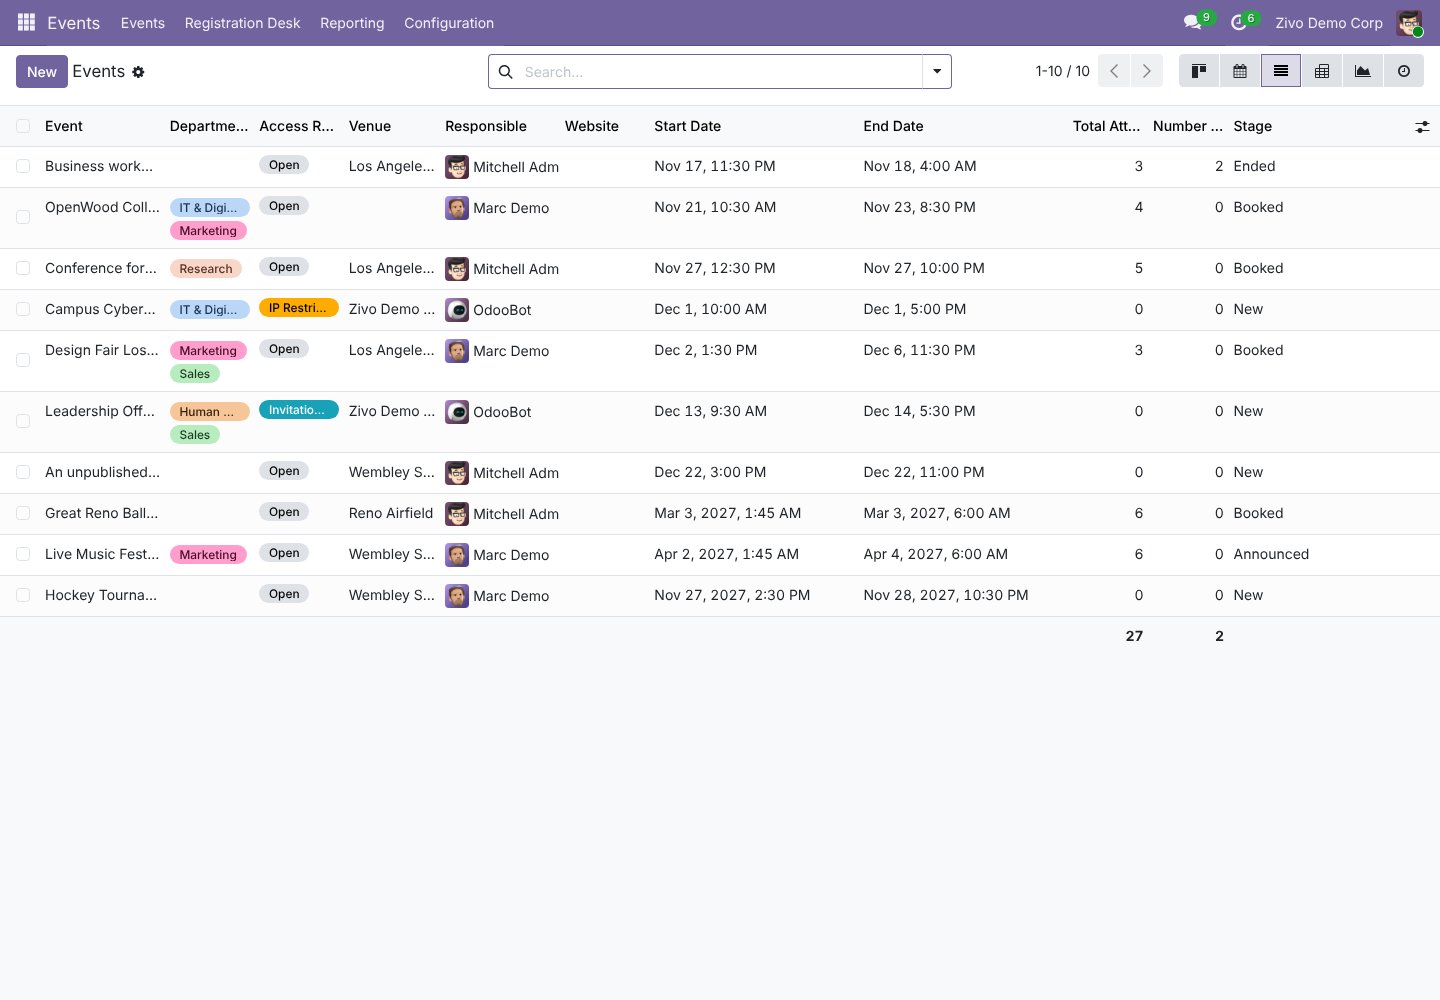 Events Events Registration Desk Reporting Configuration 9 6 Zivo Demo Corp
New Events Search... 1-10 / 10
Event Departme... Access R... Venue Responsible Website Start Date End Date Total Att... Number ... Stage
Business work... Open Los Angele... Mitchell Adm Nov 17, 11:30 PM Nov 18, 4:00 AM 3 2 Ended
OpenWood Coll... IT & Digi... Open Marc Demo Nov 21, 10:30 AM Nov 23, 8:30 PM 4 0 Booked
Marketing
Conference for... Research Open Los Angele... Mitchell Adm Nov 27, 12:30 PM Nov 27, 10:00 PM 5 0 Booked
Campus Cyber... IT & Digi... IP Restri... Zivo Demo ... OdooBot Dec 1, 10:00 AM Dec 1, 5:00 PM 0 0 New
Design Fair Los... Marketing Open Los Angele... Marc Demo Dec 2, 1:30 PM Dec 6, 11:30 PM 3 0 Booked
Sales
Leadership Off... Human ... Invitatio... Zivo Demo ... OdooBot Dec 13, 9:30 AM Dec 14, 5:30 PM 0 0 New
Sales
An unpublished... Open Wembley S... Mitchell Adm Dec 22, 3:00 PM Dec 22, 11:00 PM 0 0 New
Great Reno Ball... Open Reno Airfield Mitchell Adm Mar 3, 2027, 1:45 AM Mar 3, 2027, 6:00 AM 6 0 Booked
Live Music Fest... Marketing Open Wembley S... Marc Demo Apr 2, 2027, 1:45 AM Apr 4, 2027, 6:00 AM 6 0 Announced
Hockey Tourna... Open Wembley S... Marc Demo Nov 27, 2027, 2:30 PM Nov 28, 2027, 10:30 PM 0 0 New
27 2